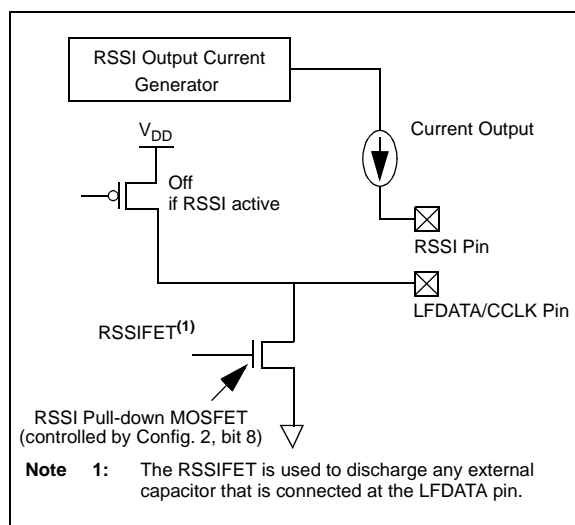 RSSI Output Current
Generator
Current Output
VDD
Off
if RSSI active
RSSI Pin
LFDATA/CCLK Pin
RSSIFET(1)
RSSI Pull-down MOSFET
(controlled by Config. 2, bit 8)
Note 1: The RSSIFET is used to discharge any external
capacitor that is connected at the LFDATA pin.